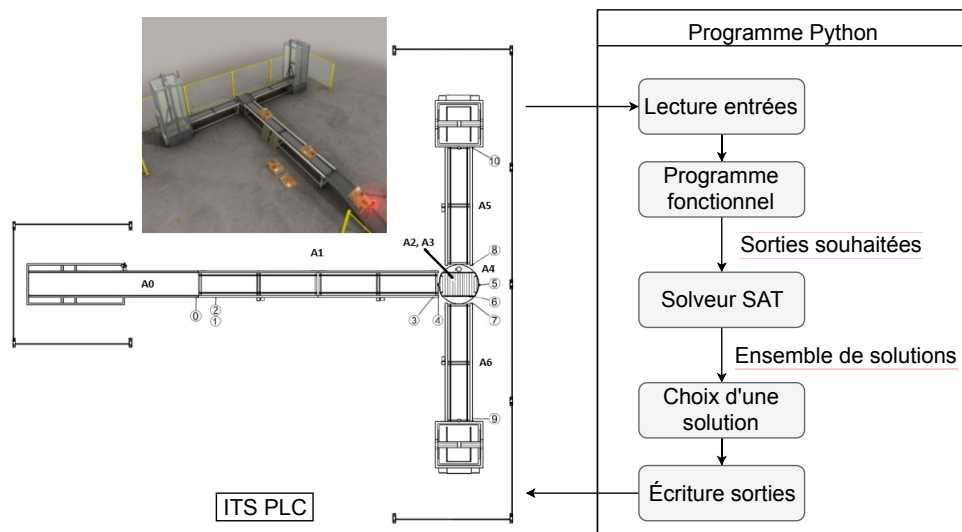 Programme Python
Lecture entrées
Programme
fonctionnel
Sorties souhaitées
Solveur SAT
Ensemble de solutions
Choix d'une
solution
Écriture sorties
10
A5
A2, A3
8
A1
A4
5
A0
6
0
2
1
3
4
7
A6
9
ITS PLC